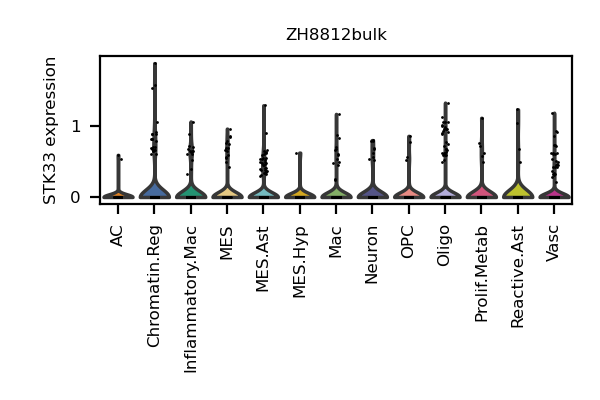 ZH8812bulk
STK33 expression
1
0
AC
Chromatin.Reg
Inflammatory.Mac
MES
MES.Ast
MES.Hyp
Mac
Neuron
OPC
Oligo
Prolif.Metab
Reactive.Ast
Vasc